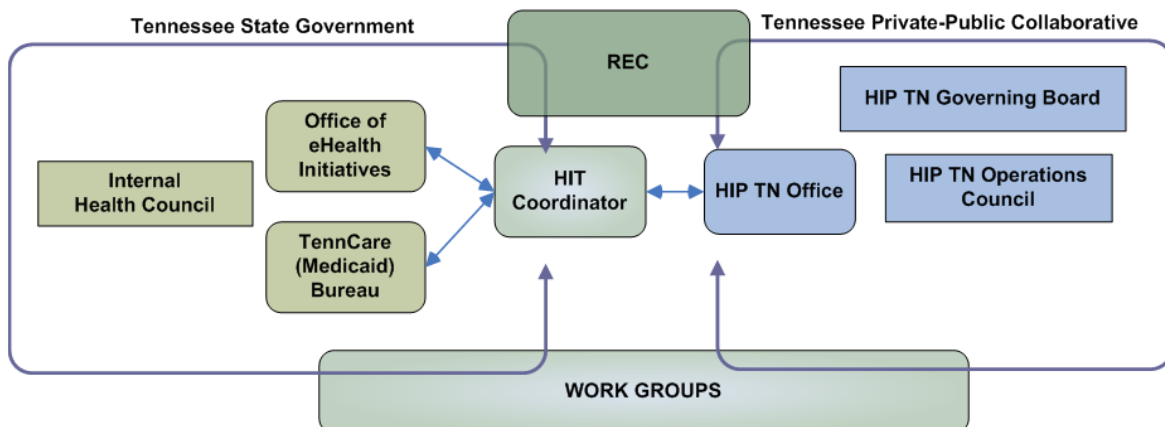 Tennessee State Government
Tennessee Private-Public Collaborative
REC
HIP TN Governing Board
Office of
eHealth
Initiatives
Internal
Health Council
HIT
Coordinator
HIP TN Office
HIP TN Operations
Council
TennCare
(Medicaid)
Bureau
WORK GROUPS